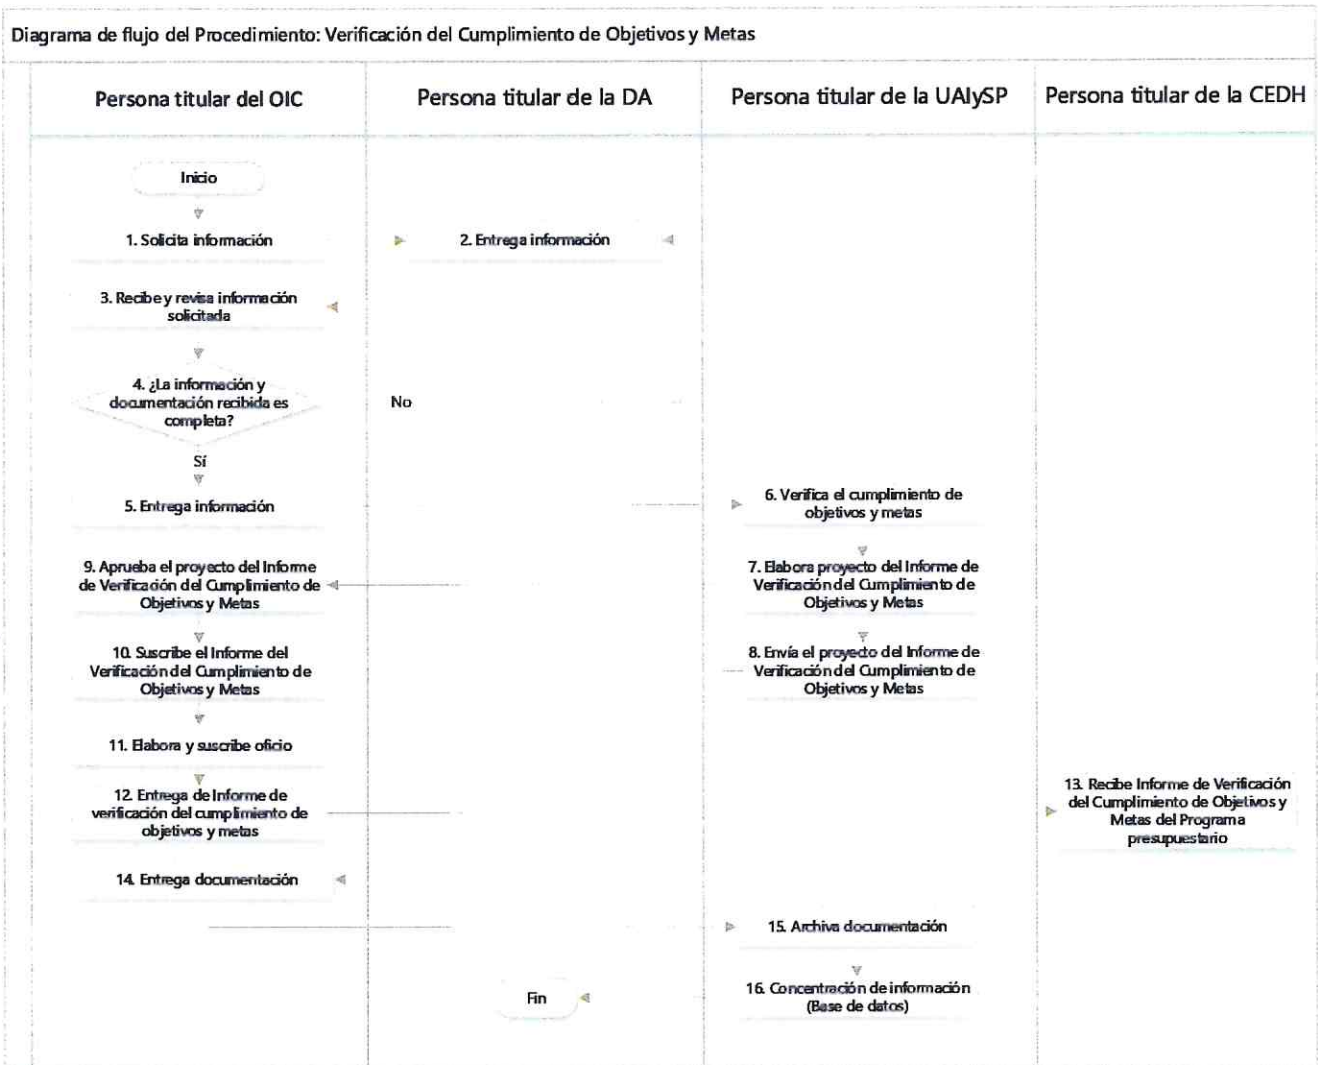 Diagrama de flujo del Procedimiento: Verificación del Cumplimiento de Objetivos y Metas
Persona titular del OIC
Persona titular de la DA
Persona titular de la UAIySP
Persona titular de la CEDH
Inicio
1. Solicita información
2. Entrega información
3. Recibe y revisa información
solicitada
4. ¿La información y
documentación recibida es
completa?
No
Sí
5. Entrega información
6. Verifica el cumplimiento de
objetivos y metas
7. Elabora proyecto del Informe de
Verificación del Cumplimiento de
Objetivos y Metas
8. Envía el proyecto del Informe de
Verificación del Cumplimiento de
Objetivos y Metas
9. Aprueba el proyecto del Informe
de Verificación del Cumplimiento de
Objetivos y Metas
10. Suscribe el Informe del
Verificación del Cumplimiento de
Objetivos y Metas
11. Elabora y suscribe oficio
12. Entrega de Informe de
verificación del cumplimiento de
objetivos y metas
13. Recibe Informe de Verificación
del Cumplimiento de Objetivos y
Metas del Programa
presupuestario
14. Entrega documentación
15. Archiva documentación
16. Concentración de información
(Base de datos)
Fin